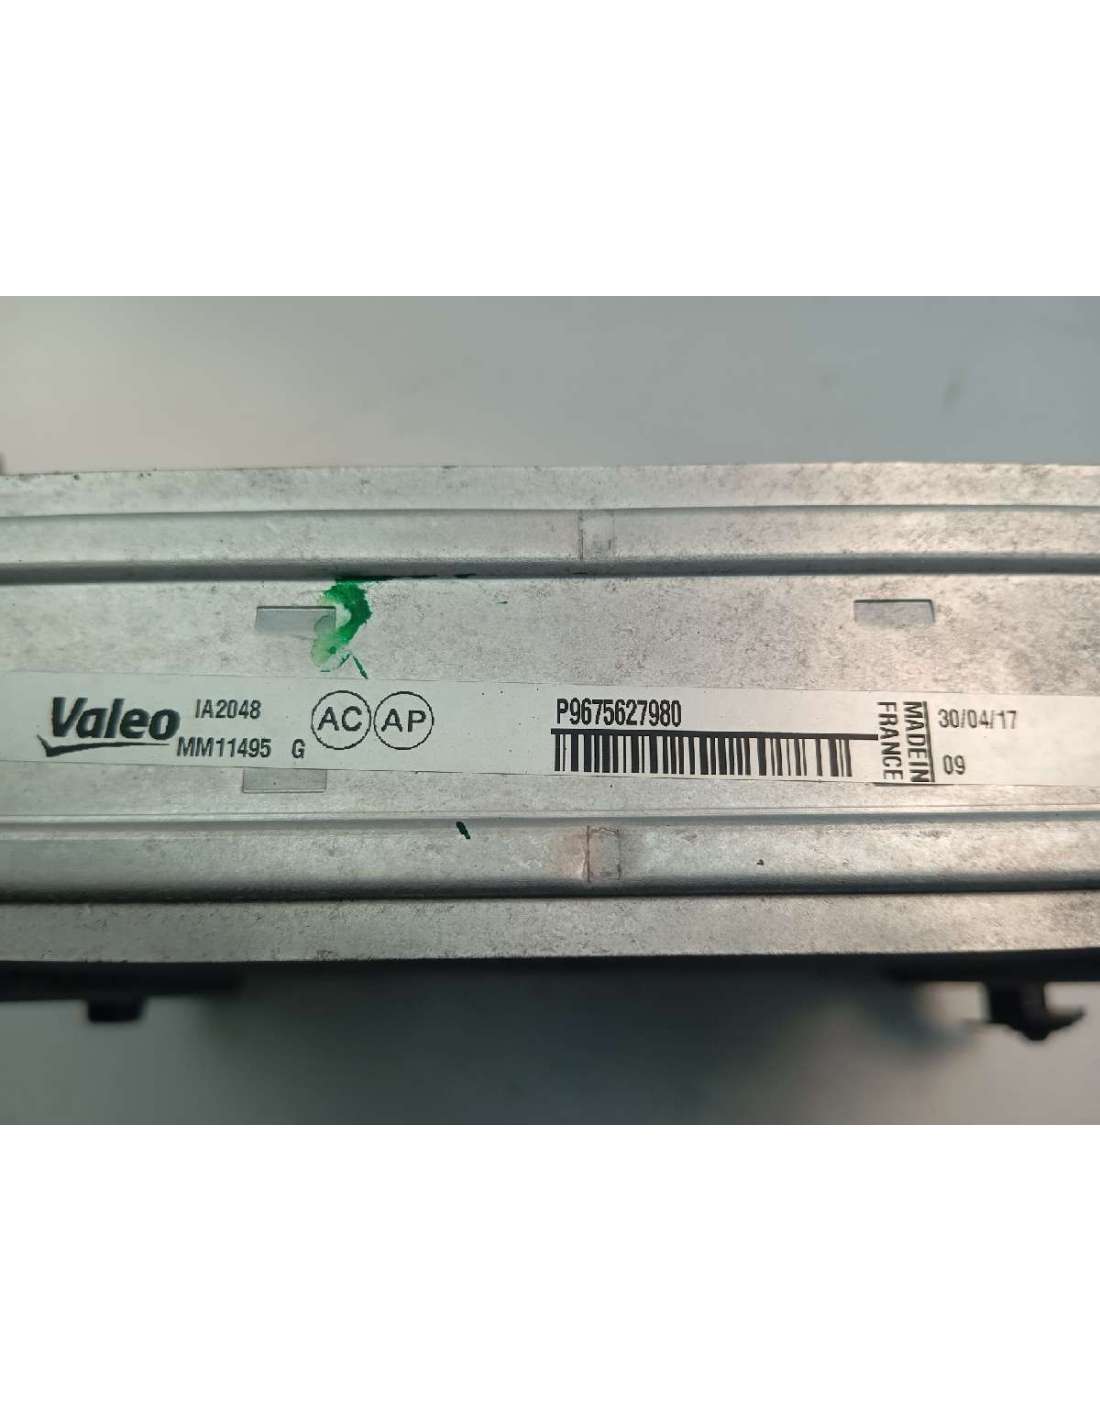 Valeo IA2048
MM11495 G
AC AP
P9675627980
MADE IN
FRANCE
30/04/17
09